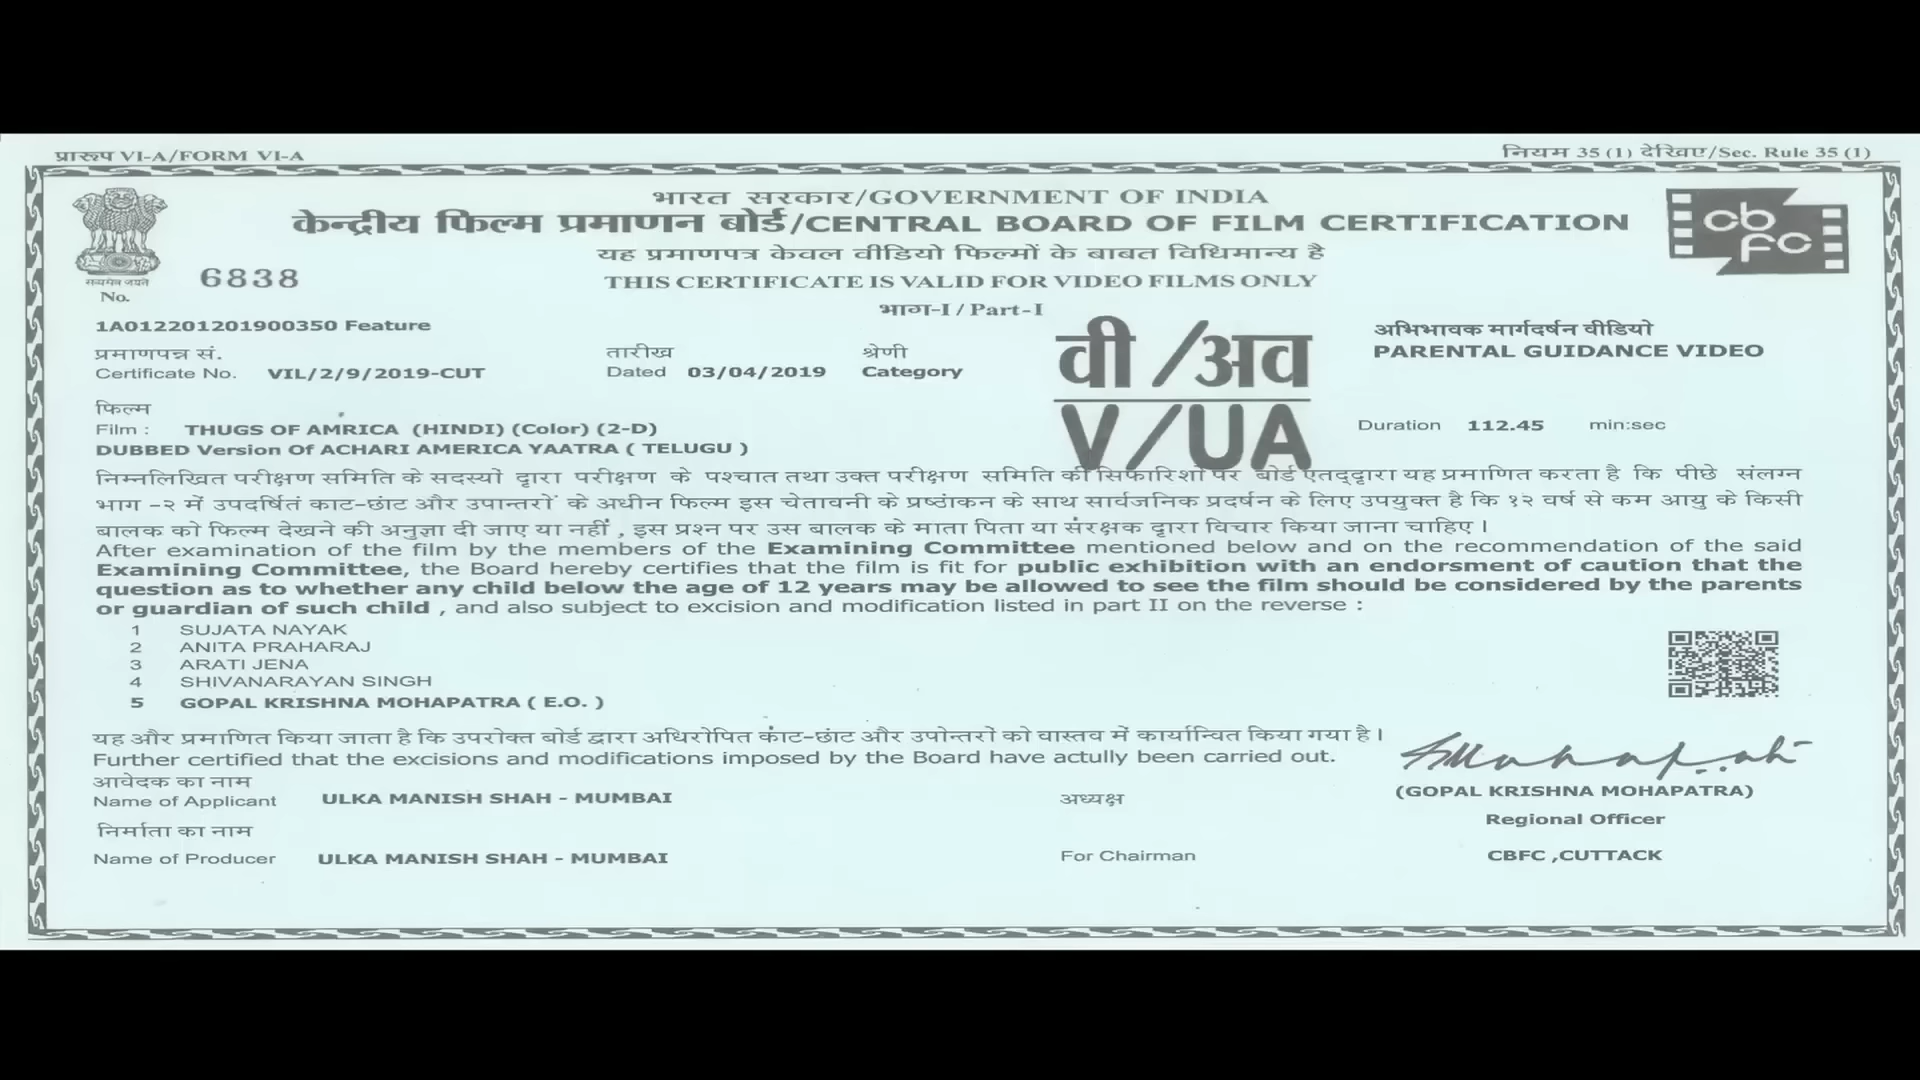 प्रारूप VI-A/FORM VI-A
नियम 35 (1) देखिए/Sec. Rule 35 (1)
भारत सरकार/GOVERNMENT OF INDIA
केन्द्रीय फिल्म प्रमाणन बोर्ड/CENTRAL BOARD OF FILM CERTIFICATION
cb
fc
यह प्रमाणपत्र केवल वीडियो फिल्मों के बाबत विधिमान्य है
THIS CERTIFICATE IS VALID FOR VIDEO FILMS ONLY
सत्यमेव जयते
No. 6838
भाग-I / Part-I
1A012201201900350 Feature
वी/अव
V/UA
अभिभावक मार्गदर्षन वीडियो
PARENTAL GUIDANCE VIDEO
प्रमाणपत्र सं. तारीख श्रेणी
Certificate No. VIL/2/9/2019-CUT Dated 03/04/2019 Category
फिल्म
Film : THUGS OF AMRICA (HINDI) (Color) (2-D)
Duration 112.45 min:sec
DUBBED Version Of ACHARI AMERICA YAATRA ( TELUGU )
निम्नलिखित परीक्षण समिति के सदस्यों द्वारा परीक्षण के पश्चात तथा उक्त परीक्षण समिति की सिफारिशों पर बोर्ड एतद्द्वारा यह प्रमाणित करता है कि पीछे संलग्न
भाग -२ में उपदर्षितं काट-छांट और उपान्तरों के अधीन फिल्म इस चेतावनी के प्रष्ठांकन के साथ सार्वजनिक प्रदर्षन के लिए उपयुक्त है कि १२ वर्ष से कम आयु के किसी
बालक को फिल्म देखने की अनुज्ञा दी जाए या नहीं , इस प्रश्न पर उस बालक के माता पिता या संरक्षक द्वारा विचार किया जाना चाहिए ।
After examination of the film by the members of the Examining Committee mentioned below and on the recommendation of the said
Examining Committee, the Board hereby certifies that the film is fit for public exhibition with an endorsment of caution that the
question as to whether any child below the age of 12 years may be allowed to see the film should be considered by the parents
or guardian of such child , and also subject to excision and modification listed in part II on the reverse :
1 SUJATA NAYAK
2 ANITA PRAHARAJ
3 ARATI JENA
4 SHIVANARAYAN SINGH
5 GOPAL KRISHNA MOHAPATRA ( E.O. )
यह और प्रमाणित किया जाता है कि उपरोक्त बोर्ड द्वारा अधिरोपित काट-छांट और उपोन्तरों को वास्तव में कार्यान्वित किया गया है ।
Further certified that the excisions and modifications imposed by the Board have actully been carried out.
आवेदक का नाम
Name of Applicant ULKA MANISH SHAH - MUMBAI
अध्यक्ष
(GOPAL KRISHNA MOHAPATRA)
Regional Officer
निर्माता का नाम
Name of Producer ULKA MANISH SHAH - MUMBAI
For Chairman
CBFC ,CUTTACK